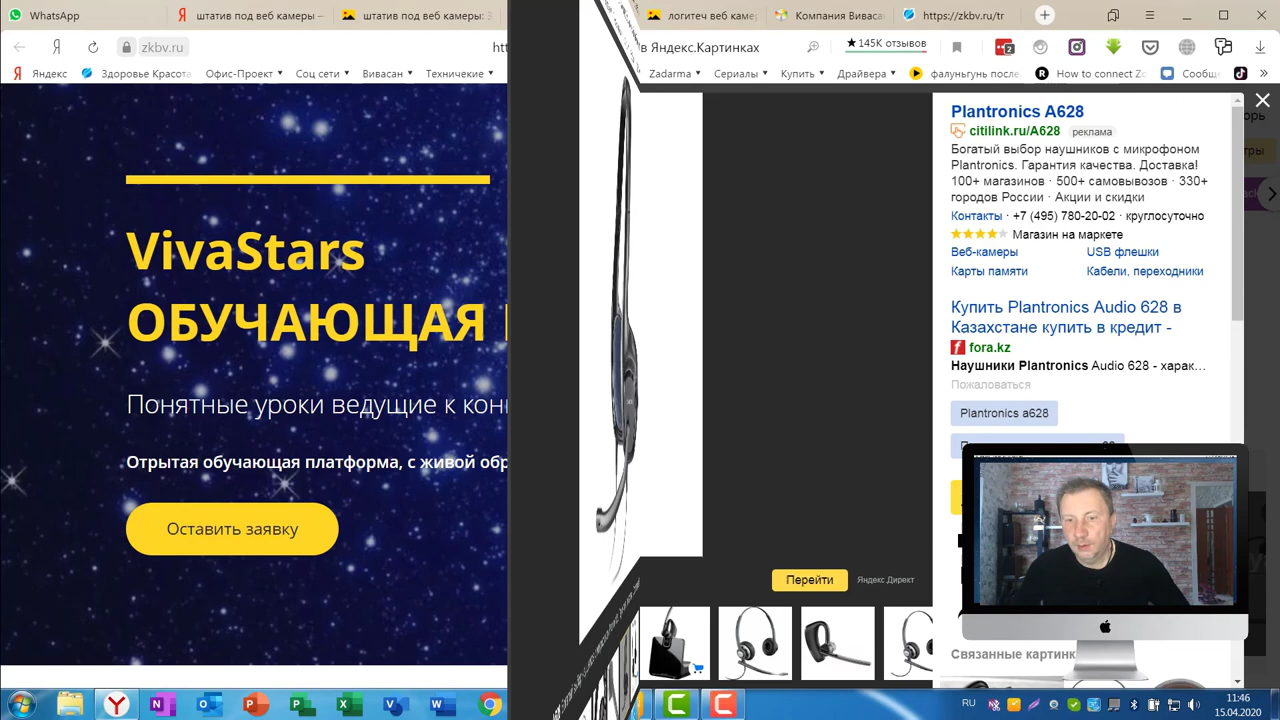 WhatsApp
штатив под веб камеры
штатив под веб камеры:
логитеч веб каме
Компания Вивас
https://zkbv.ru/tr
zkbv.ru
в Яндекс.Картинках
★145K отзывов
Яндекс
Здоровье Красота
Офис-Проект
Соц сети
Вивасан
Технические
Zadarma
Сериалы
Купить
Драйвера
фалуньгунь после
How to connect Zo
Сообщ
VivaStars
ОБУЧАЮЩАЯ
Понятные уроки ведущие к кон
Отрытая обучающая платформа, с живой обр
Оставить заявку
Plantronics A628
citilink.ru/A628 реклама
Богатый выбор наушников с микрофоном
Plantronics. Гарантия качества. Доставка!
100+ магазинов · 500+ самовывозов · 330+
городов России · Акции и скидки
Контакты · +7 (495) 780-20-02 · круглосуточно
Магазин на маркете
Веб-камеры USB флешки
Карты памяти Кабели, переходники
Купить Plantronics Audio 628 в
Казахстане купить в кредит -
fora.kz
Наушники Plantronics Audio 628 - харак…
Пожаловаться
Plantronics a628
Перейти
Яндекс.Директ
Связанные картинк
RU
11:46
15.04.2020